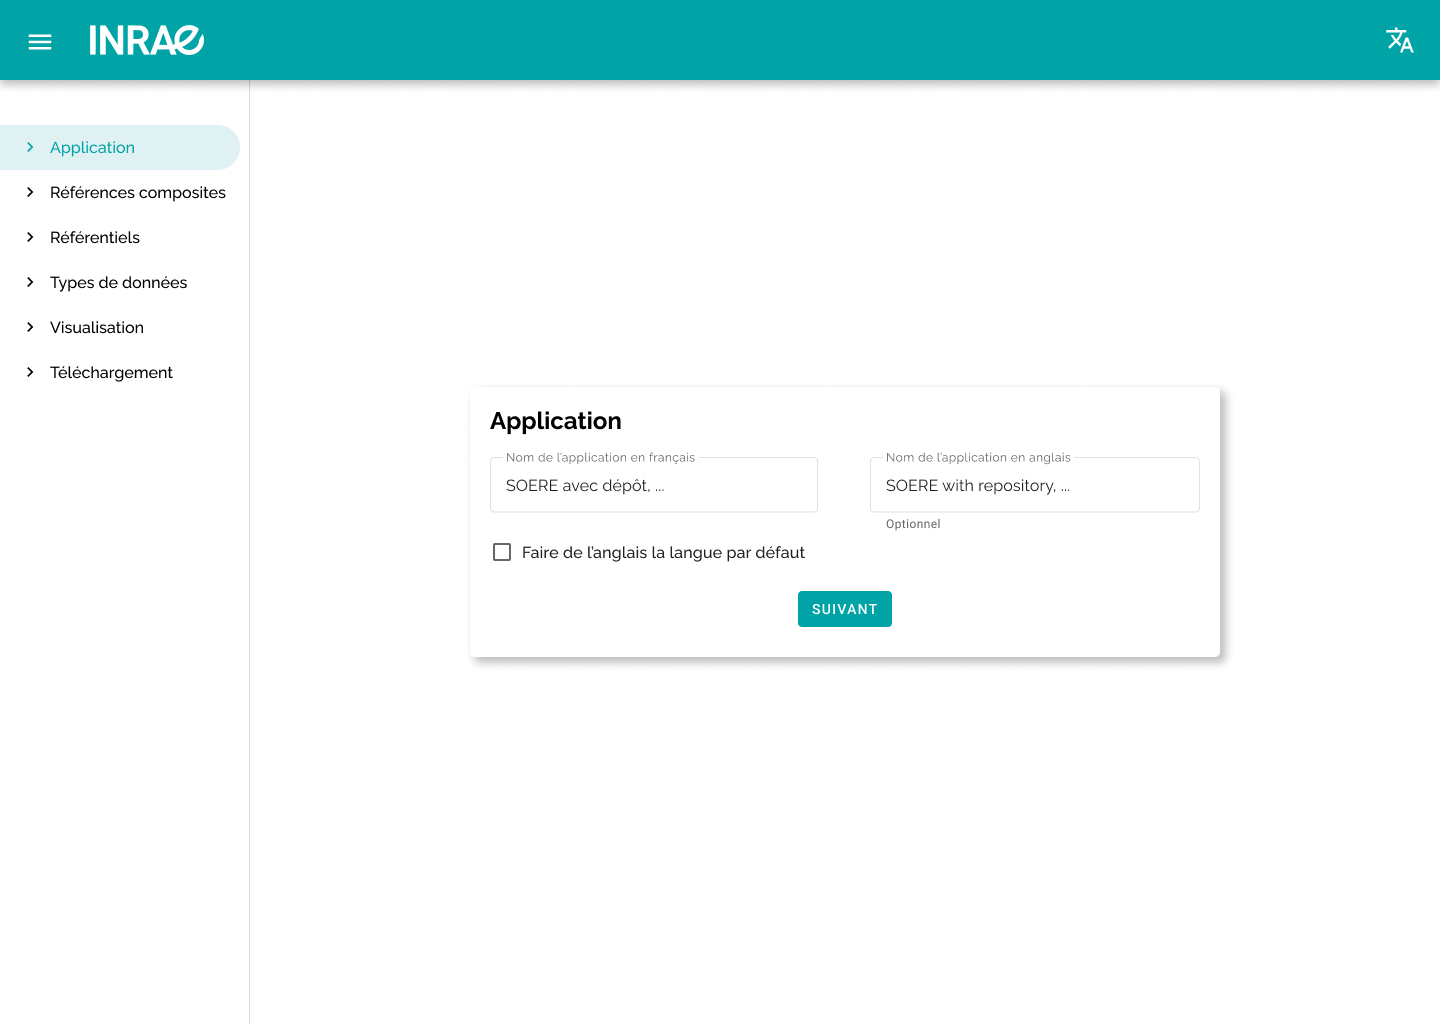 INRAE
Application
Références composites
Référentiels
Types de données
Visualisation
Téléchargement
Application
Nom de l'application en français
SOERE avec dépôt, ...
Nom de l'application en anglais
SOERE with repository, ...
Optionnel
Faire de l'anglais la langue par défaut
SUIVANT